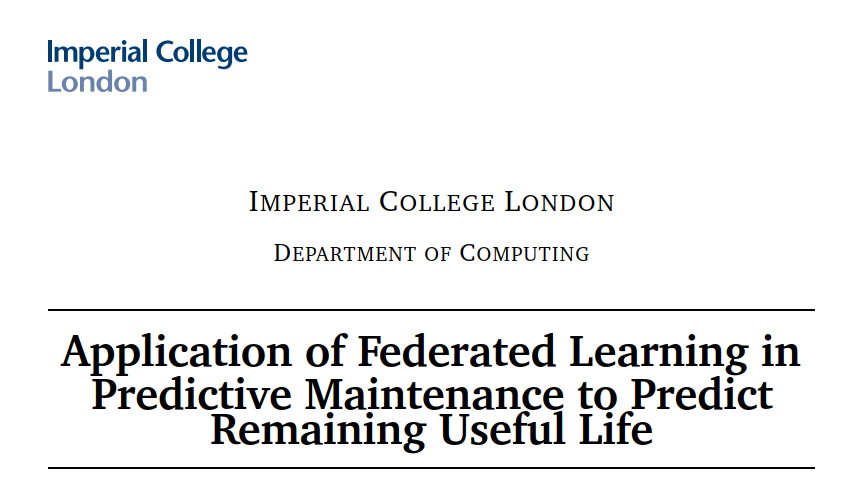 Imperial College
London
IMPERIAL COLLEGE LONDON
DEPARTMENT OF COMPUTING
Application of Federated Learning in
Predictive Maintenance to Predict
Remaining Useful Life